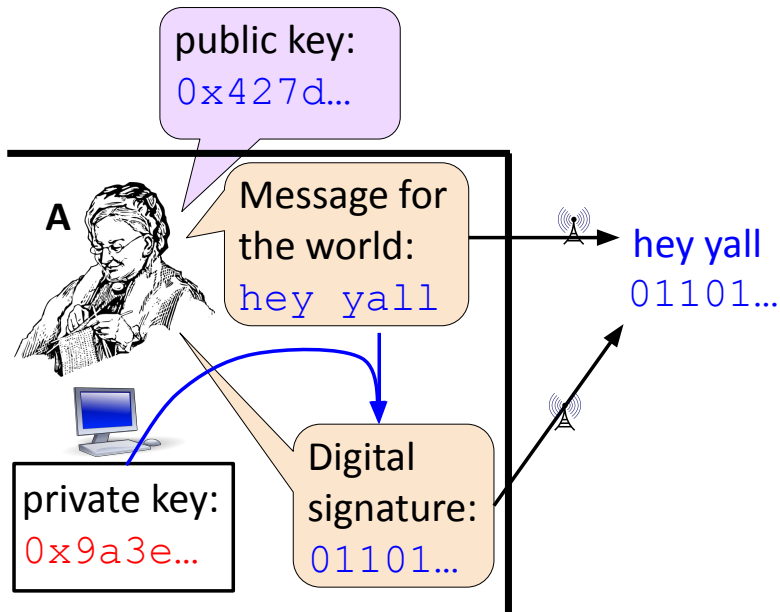 public key:
0x427d…
A
Message for
the world:
hey yall
hey yall
01101…
Digital
signature:
01101…
private key:
0x9a3e…